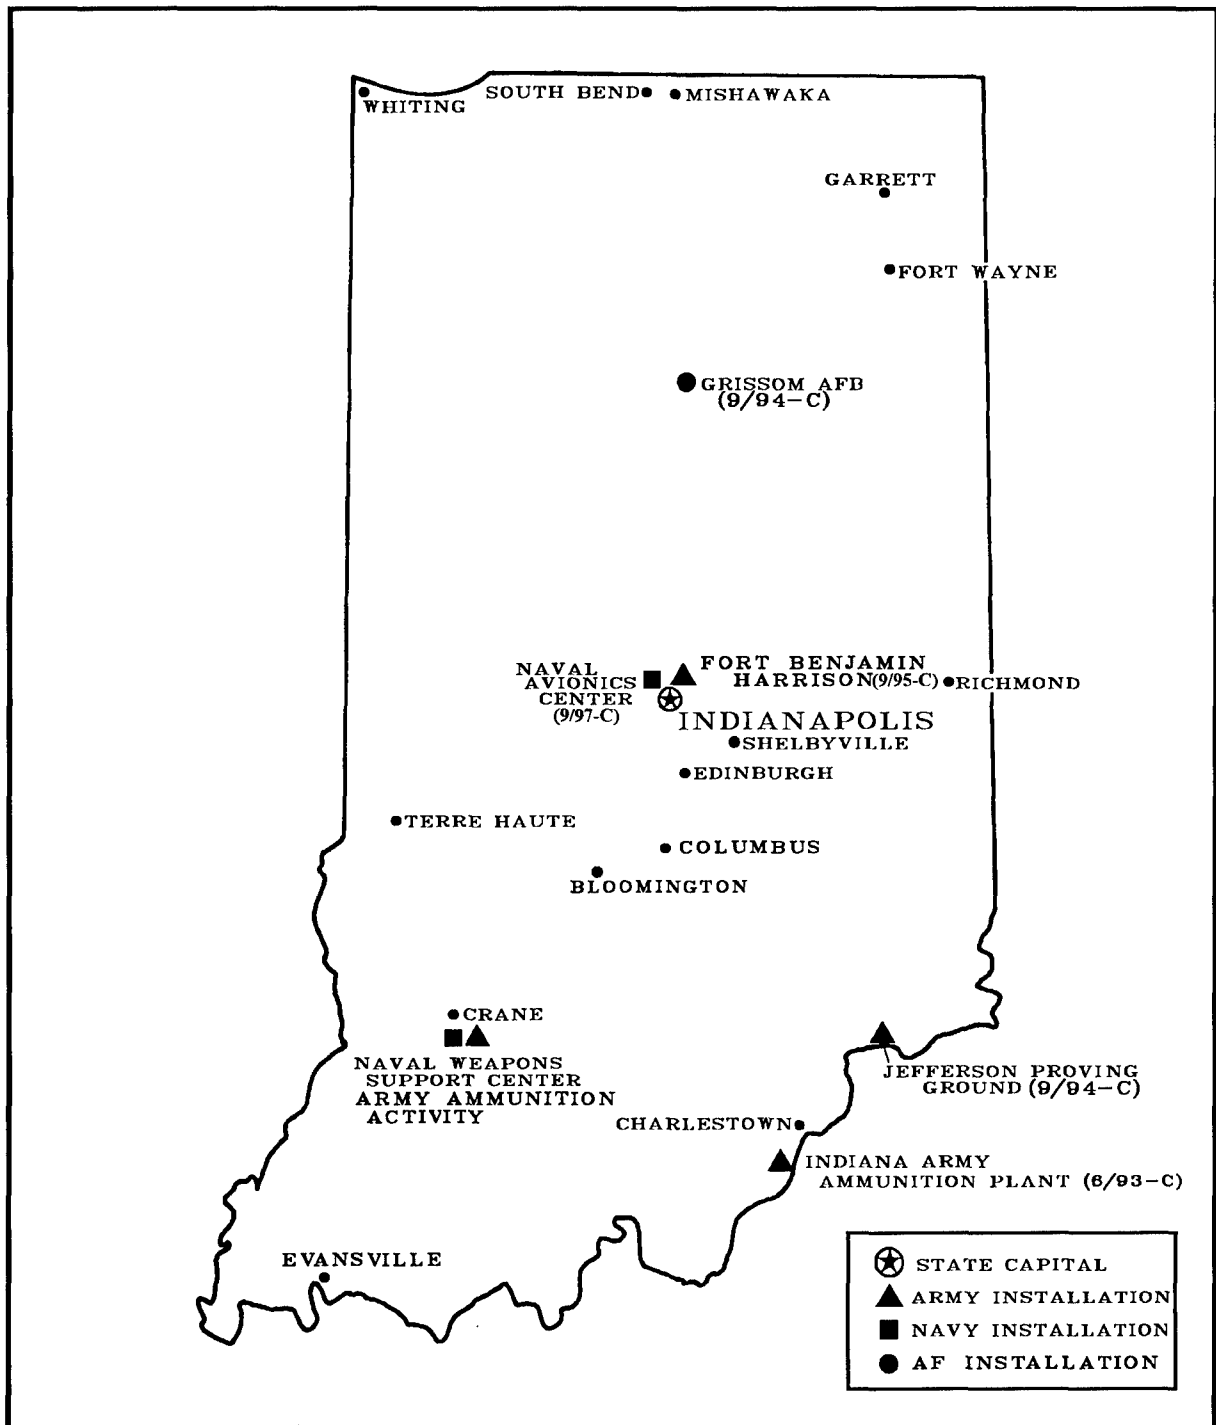 SOUTH BEND
MISHAWAKA
WHITING
GARRETT
FORT WAYNE
GRISSOM AFB
(9/94-C)
NAVAL
AVIONICS
CENTER
(9/97-C)
FORT BENJAMIN
HARRISON (9/95-C)
RICHMOND
INDIANAPOLIS
SHELBYVILLE
EDINBURGH
TERRE HAUTE
COLUMBUS
BLOOMINGTON
CRANE
NAVAL WEAPONS
SUPPORT CENTER
ARMY AMMUNITION
ACTIVITY
JEFFERSON PROVING
GROUND (9/94-C)
CHARLESTOWN
INDIANA ARMY
AMMUNITION PLANT (6/93-C)
EVANSVILLE
STATE CAPITAL
ARMY INSTALLATION
NAVY INSTALLATION
AF INSTALLATION